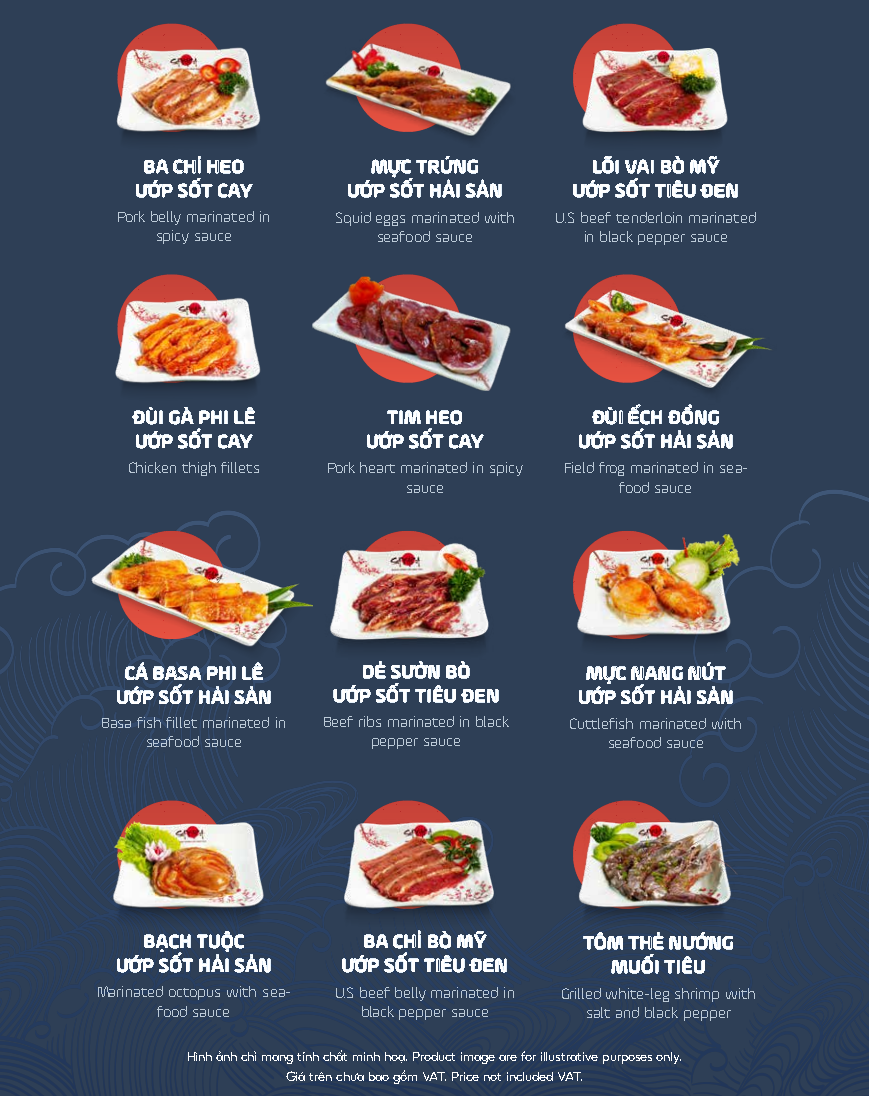 BA CHỈ HEO
ƯỚP SỐT CAY
Pork belly marinated in
spicy sauce
MỰC TRỨNG
ƯỚP SỐT HẢI SẢN
Squid eggs marinated with
seafood sauce
LÕI VAI BÒ MỸ
ƯỚP SỐT TIÊU ĐEN
U.S beef tenderloin marinated
in black pepper sauce
ĐÙI GÀ PHI LÊ
ƯỚP SỐT CAY
Chicken thigh fillets
TIM HEO
ƯỚP SỐT CAY
Pork heart marinated in spicy
sauce
ĐÙI ẾCH ĐỒNG
ƯỚP SỐT HẢI SẢN
Field frog marinated in sea-
food sauce
CÁ BASA PHI LÊ
ƯỚP SỐT HẢI SẢN
Basa fish fillet marinated in
seafood sauce
DẺ SƯỜN BÒ
ƯỚP SỐT TIÊU ĐEN
Beef ribs marinated in black
pepper sauce
MỰC NANG NÚT
ƯỚP SỐT HẢI SẢN
Cuttlefish marinated with
seafood sauce
BẠCH TUỘC
ƯỚP SỐT HẢI SẢN
Marinated octopus with sea-
food sauce
BA CHỈ BÒ MỸ
ƯỚP SỐT TIÊU ĐEN
U.S beef belly marinated in
black pepper sauce
TÔM THẺ NƯỚNG
MUỐI TIÊU
Grilled white-leg shrimp with
salt and black pepper
Hình ảnh chỉ mang tính chất minh hoạ. Product image are for illustrative purposes only.
Giá trên chưa bao gồm VAT. Price not included VAT.